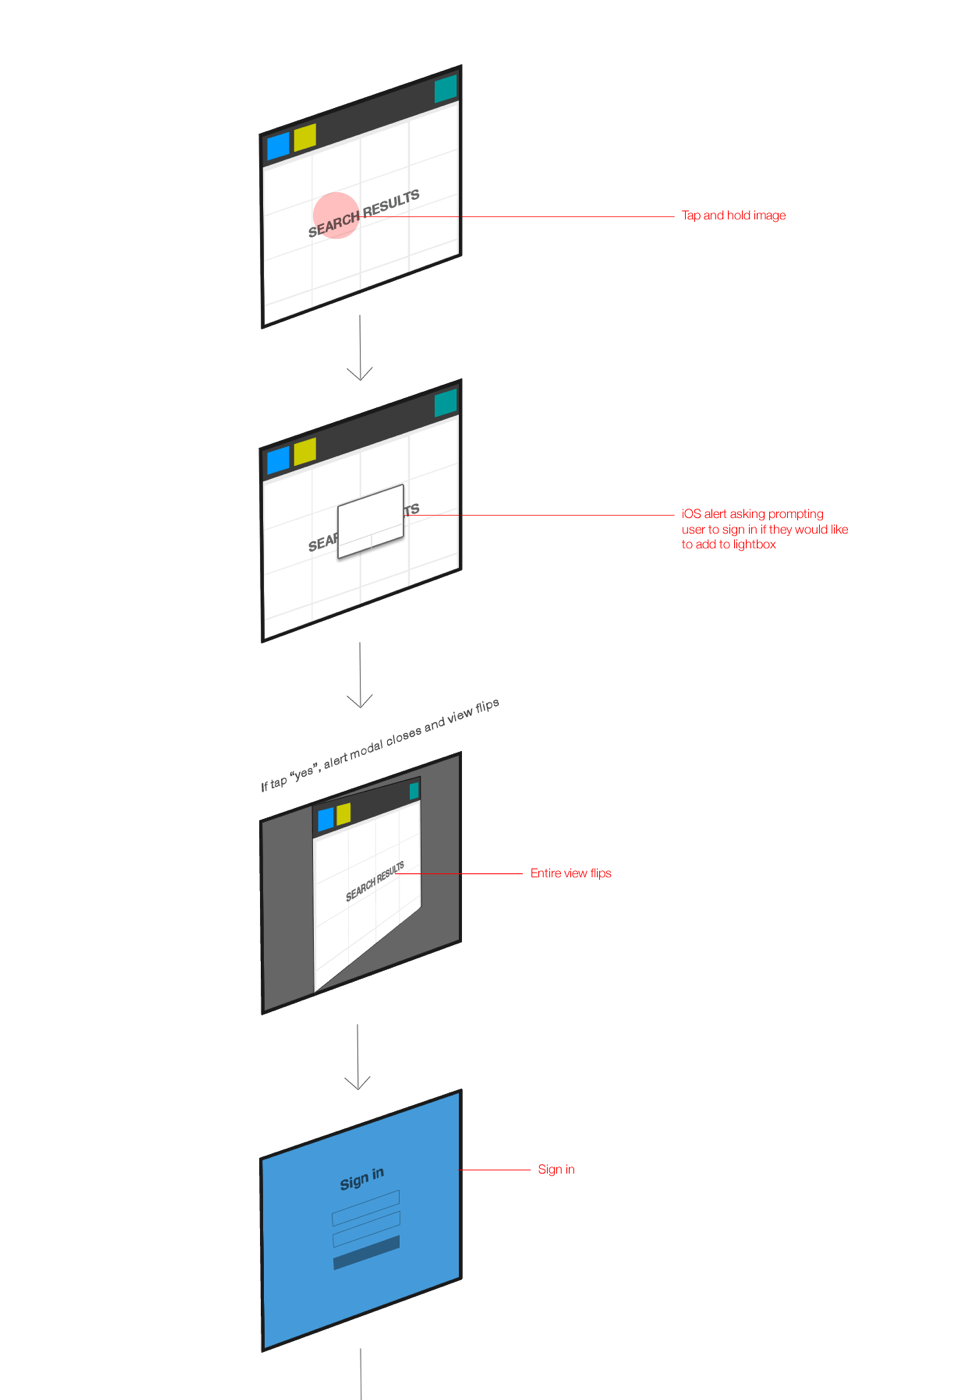 SEARCH RESULTS
Tap and hold image
SEAR TS
iOS alert asking prompting
user to sign in if they would like
to add to lightbox
If tap “yes”, alert modal closes and view flips
SEARCH RESULTS
Entire view flips
Sign in
Sign in